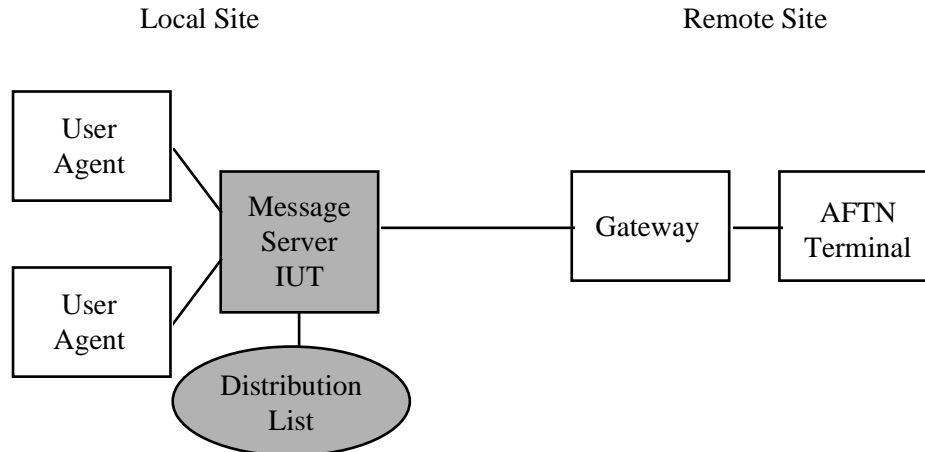 Local Site
Remote Site
User
Agent
Message
Server
IUT
Gateway
AFTN
Terminal
User
Agent
Distribution
List